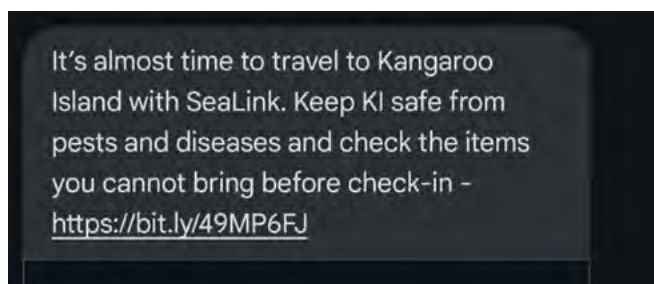 It's almost time to travel to Kangaroo
Island with SeaLink. Keep KI safe from
pests and diseases and check the items
you cannot bring before check-in -
https://bit.ly/49MP6FJ